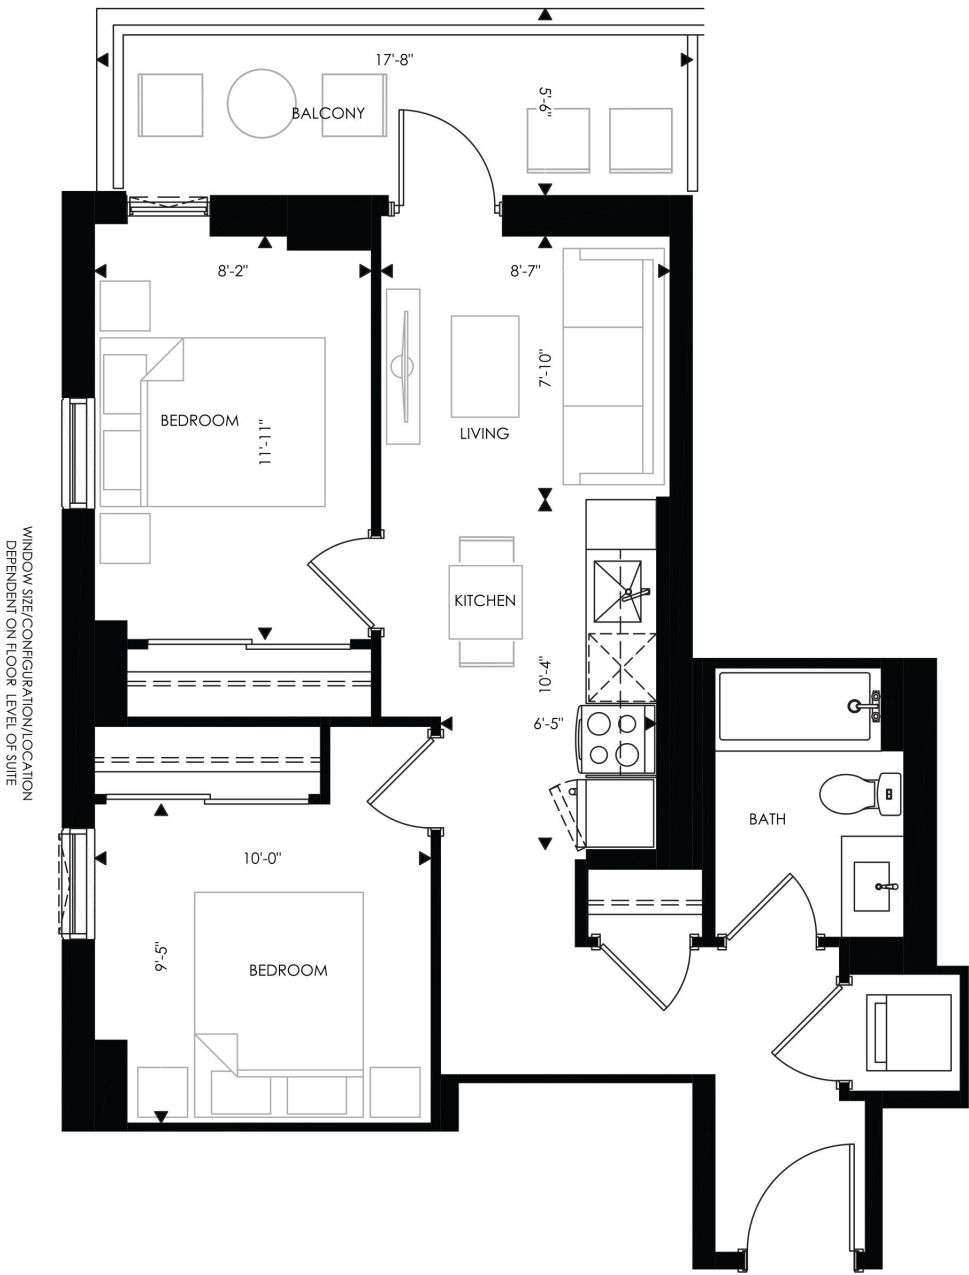 17'-8"
BALCONY
5'-6"
8'-2"
8'-7"
7'-10"
BEDROOM
11'-11"
LIVING
KITCHEN
WINDOW SIZE/CONFIGURATION/LOCATION
DEPENDENT ON FLOOR LEVEL OF SUITE
10'-4"
6'-5"
BATH
10'-0"
9'-5"
BEDROOM